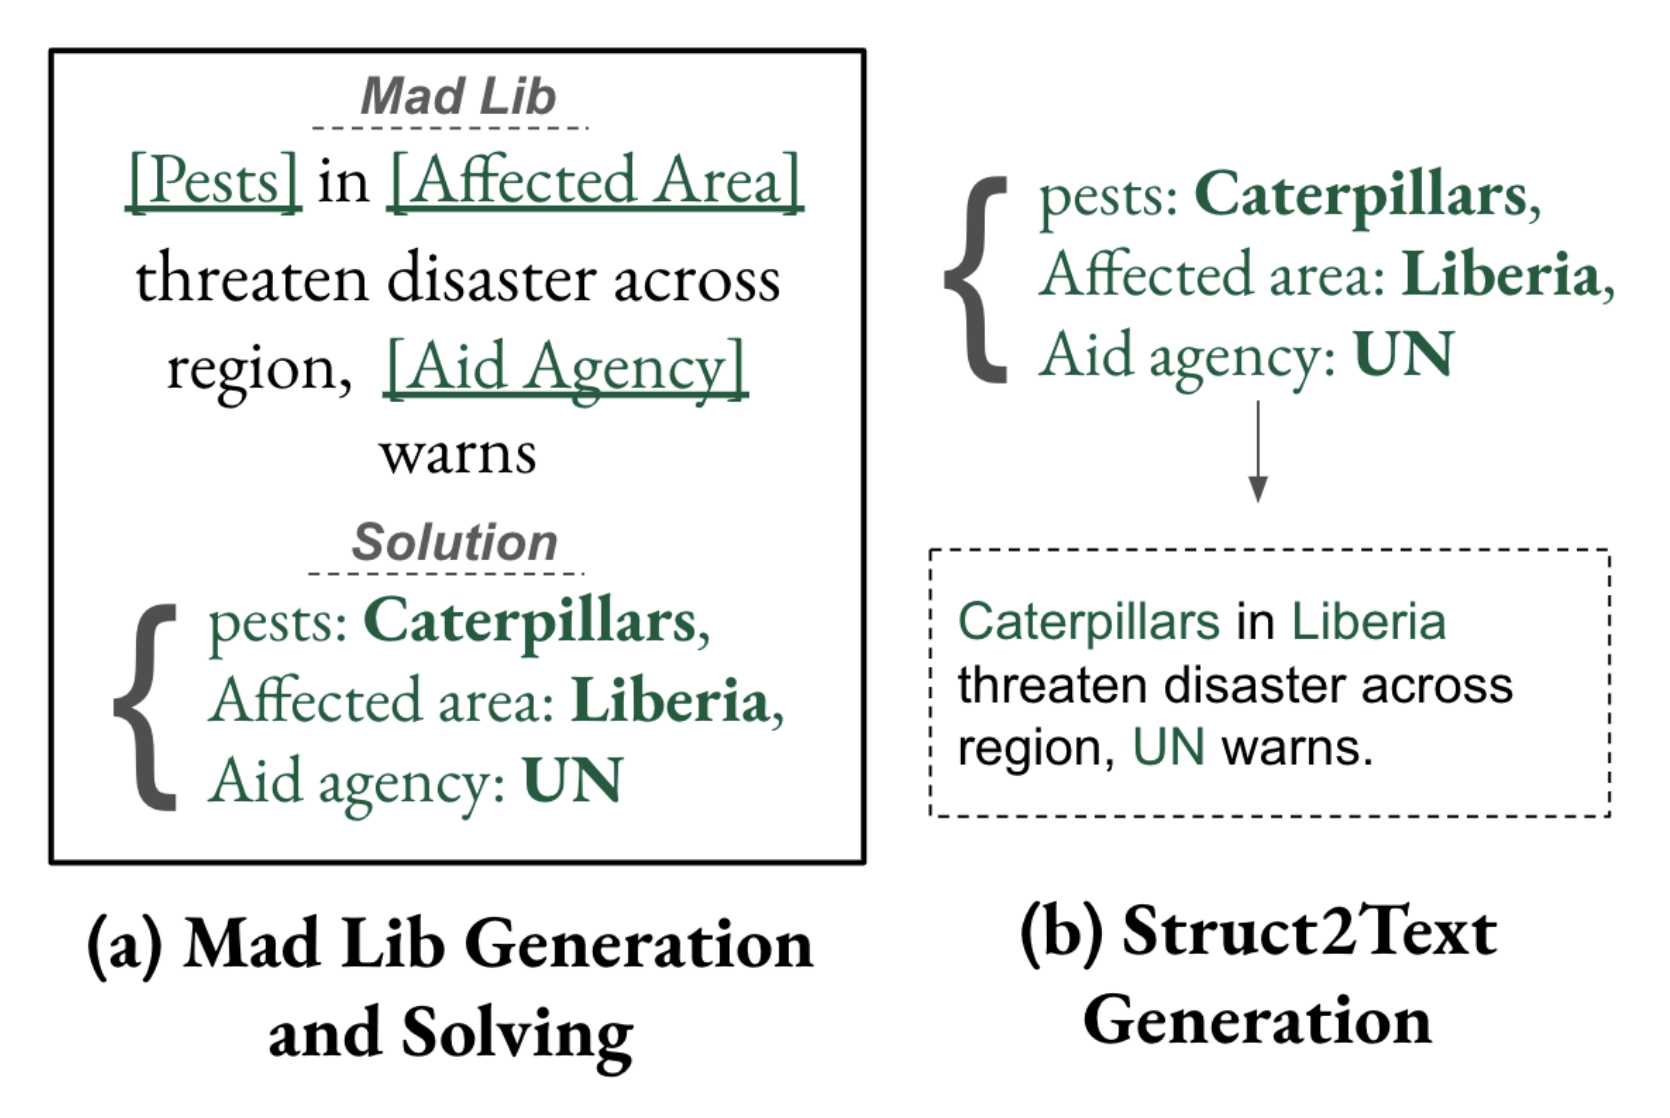 Mad Lib
[Pests] in [Affected Area]
threaten disaster across
region, [Aid Agency]
warns
Solution
pests: Caterpillars,
Affected area: Liberia,
Aid agency: UN
(a) Mad Lib Generation
and Solving
pests: Caterpillars,
Affected area: Liberia,
Aid agency: UN
Caterpillars in Liberia
threaten disaster across
region, UN warns.
(b) Struct2Text
Generation